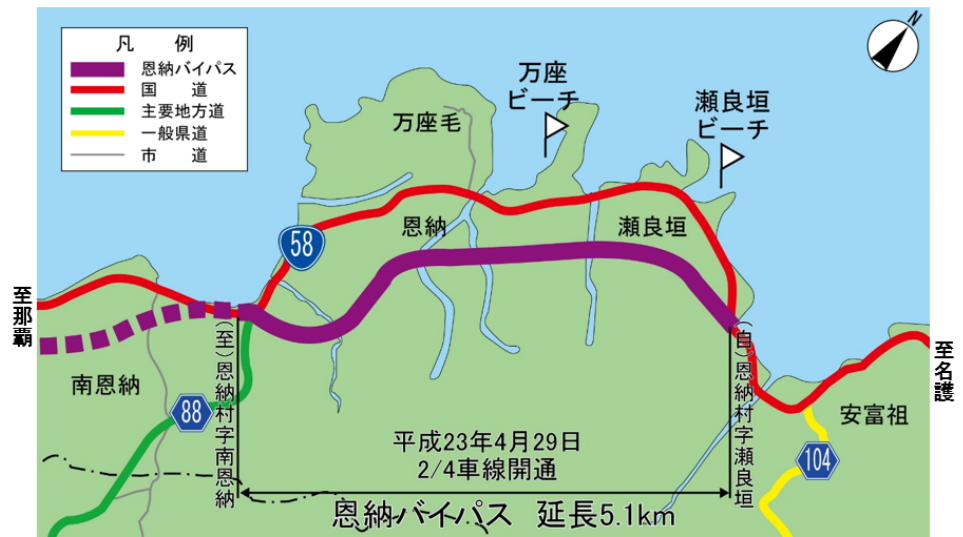 凡 例
恩納バイパス
国 道
主要地方道
一般県道
市 道
N
万座
ビーチ
瀬良垣
ビーチ
万座毛
恩納
瀬良垣
58
至那覇
至名護
南恩納
88
安富祖
104
(至)恩納村字南恩納
(自)恩納村字瀬良垣
平成23年4月29日
2/4車線開通
恩納バイパス 延長5.1km